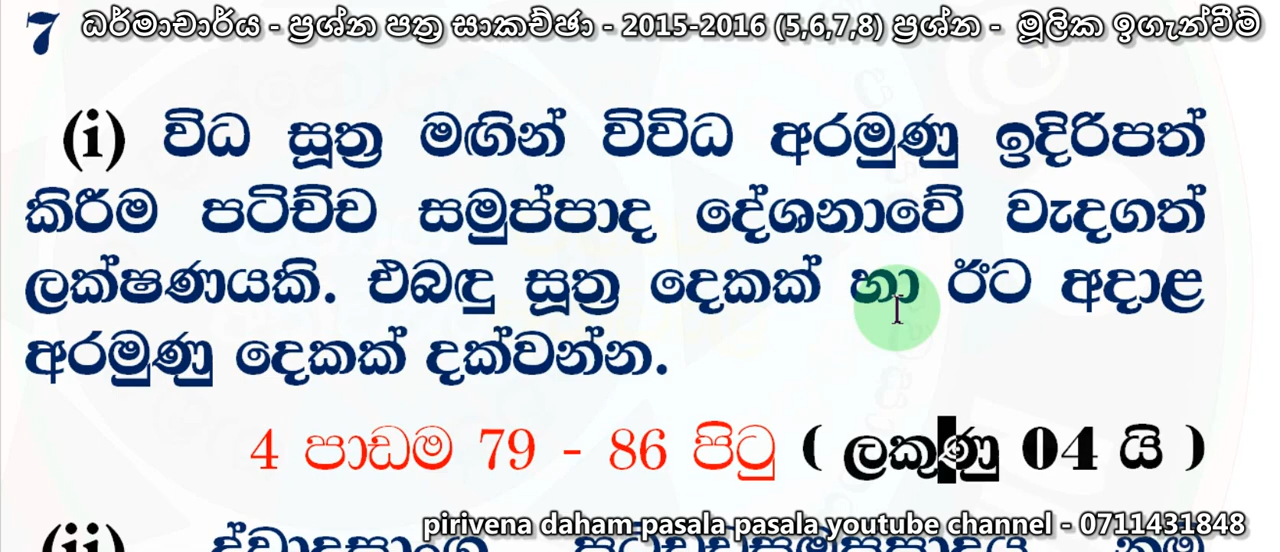 ධර්මාචාර්ය - ප්‍රශ්න පත්‍ර සාකච්ඡා - 2015-2016 (5,6,7,8) ප්‍රශ්න - මූලික ඉගැන්වීම්
7
(i) විධ සූත්‍ර මඟින් විවිධ අරමුණු ඉදිරිපත්
කිරීම පටිච්ච සමුප්පාද දේශනාවේ වැදගත්
ලක්ෂණයකි. එබඳු සූත්‍ර දෙකක් හා ඊට අදාළ
අරමුණු දෙකක් දක්වන්න.
4 පාඩම 79 - 86 පිටු ( ලකුණු 04 යි )
(ii)
pirivena daham pasala pasala youtube channel - 0711431848